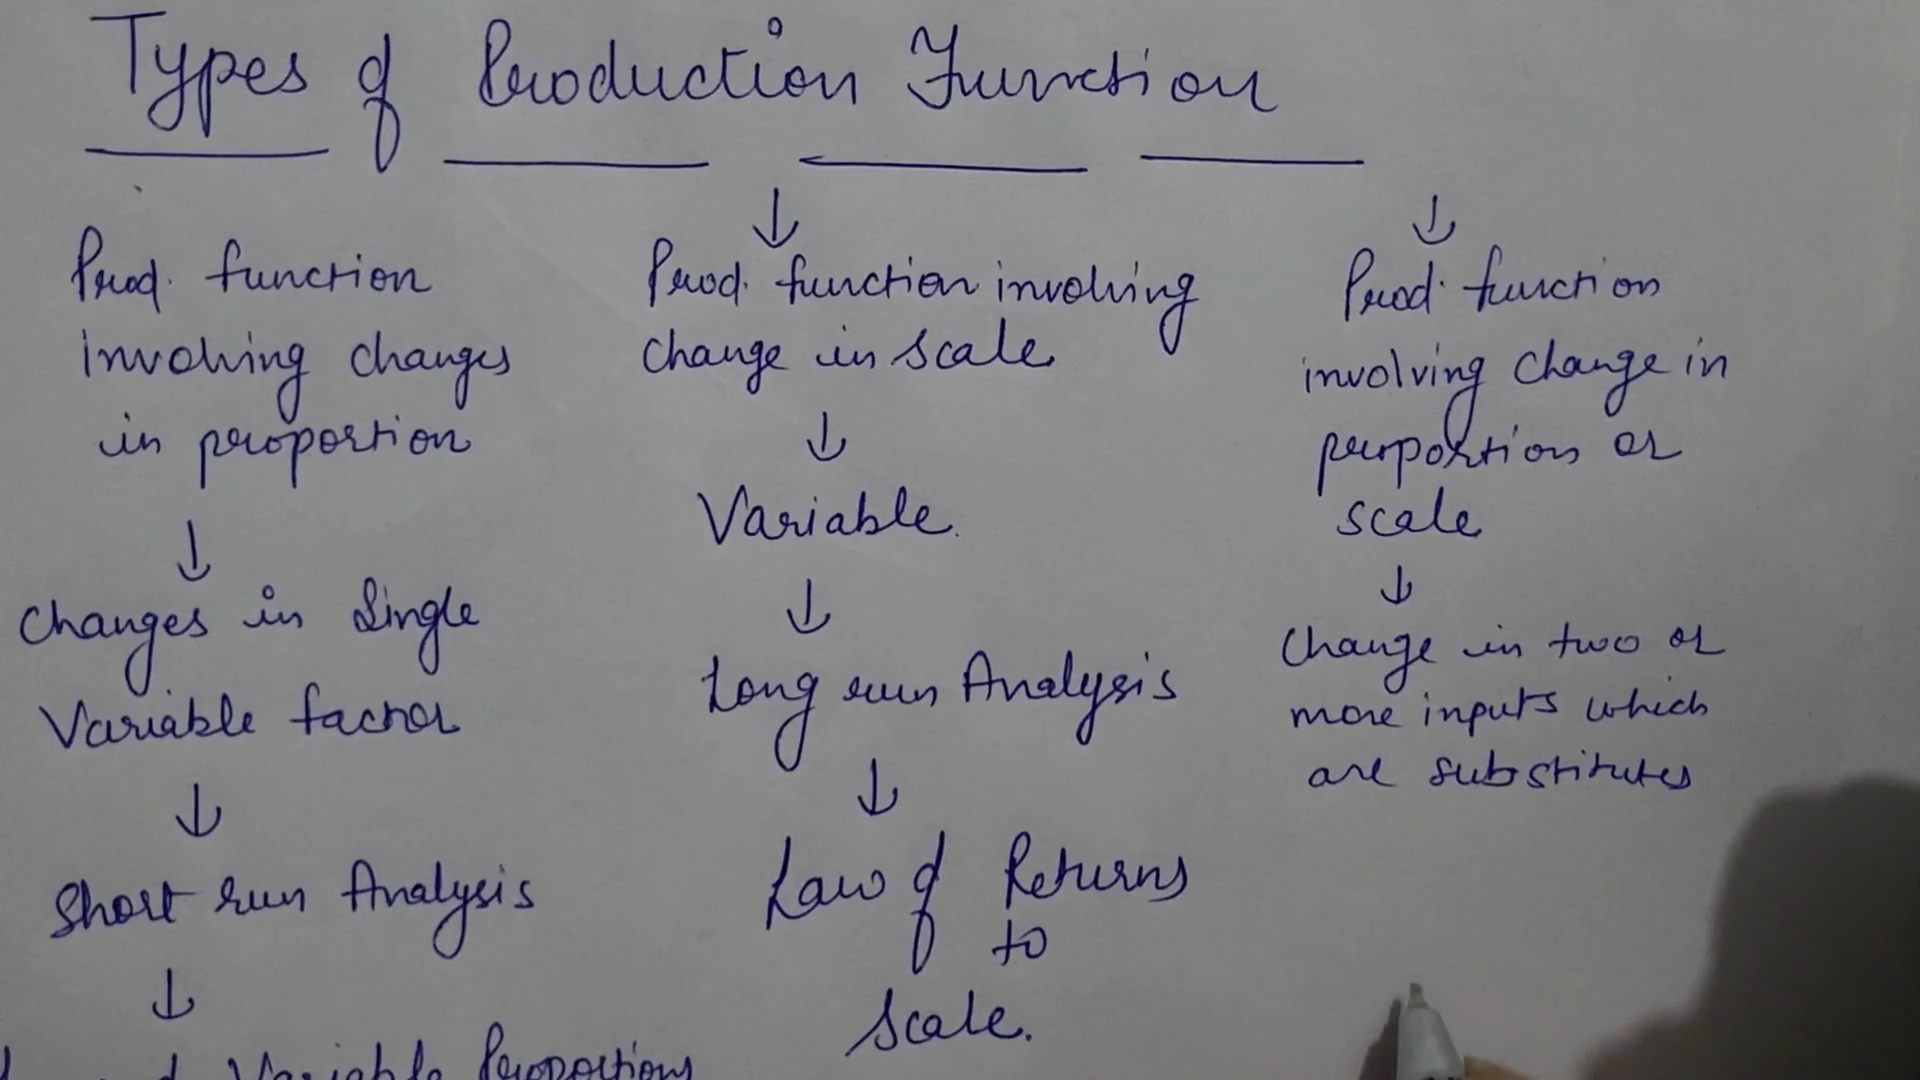 Types of Production Function
Prod. function
involving changes
in proportion
↓
Changes in Single
Variable factor
↓
Short run Analysis
↓
Variable Proportions
↓
Prod. function involving
change in scale
↓
Variable.
↓
Long run Analysis
↓
Law of Returns
to
Scale.
↓
Prod. function
involving change in
proportion or
scale
↓
Change in two or
more inputs which
are substitutes